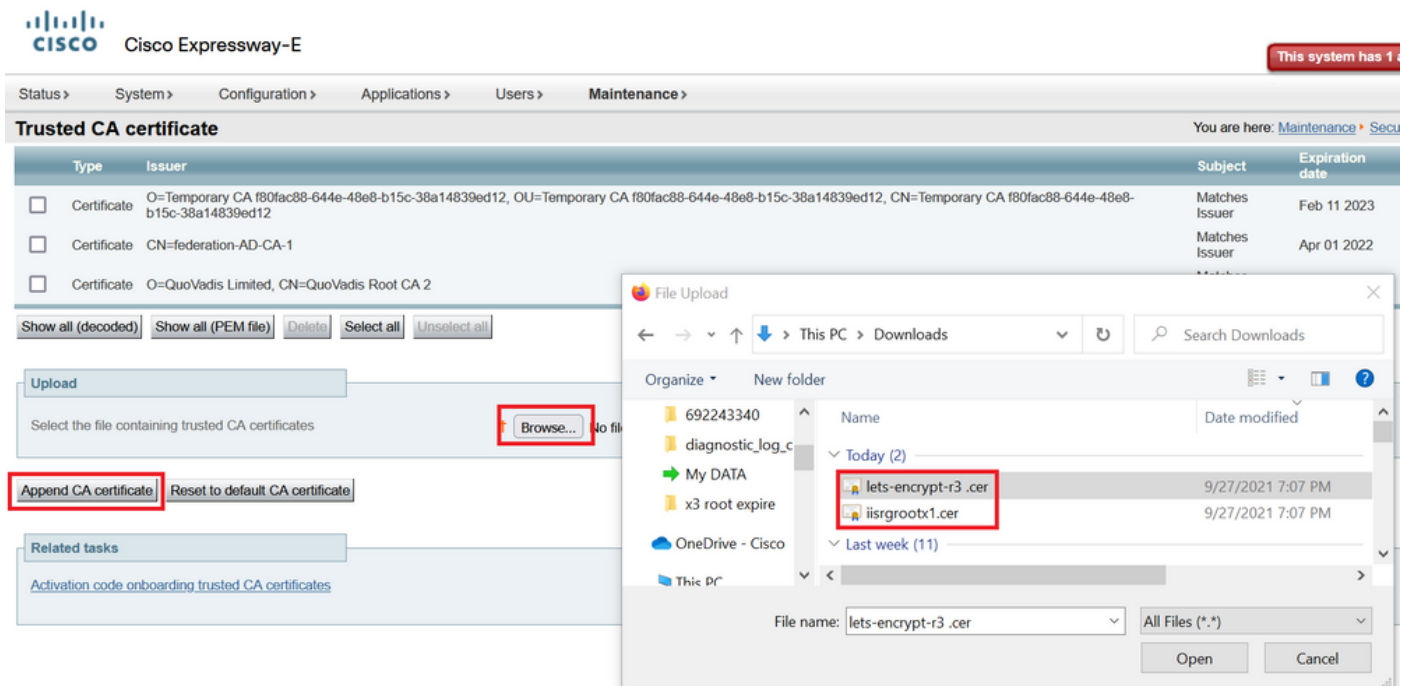 CISCO
Cisco Expressway-E
This system has 1
Status System Configuration Applications Users Maintenance
Trusted CA certificate
You are here: Maintenance Secu
Type Issuer Subject Expiration date
Certificate O=Temporary CA f80fac88-644e-48e8-b15c-38a14839ed12, OU=Temporary CA f80fac88-644e-48e8-b15c-38a14839ed12, CN=Temporary CA f80fac88-644e-48e8-
b15c-38a14839ed12
Matches Issuer Feb 11 2023
Certificate CN=federation-AD-CA-1 Matches Issuer Apr 01 2022
Certificate O=QuoVadis Limited, CN=QuoVadis Root CA 2
Show all (decoded) Show all (PEM file) Delete Select all Unselect all
Upload
Select the file containing trusted CA certificates Browse... No fil
Append CA certificate Reset to default CA certificate
Related tasks
Activation code onboarding trusted CA certificates
File Upload
This PC > Downloads
Search Downloads
Organize New folder
692243340
diagnostic_log_c
My DATA
x3 root expire
OneDrive - Cisco
This PC
Name Date modified
Today (2)
lets-encrypt-r3 .cer 9/27/2021 7:07 PM
iisrgrootx1.cer 9/27/2021 7:07 PM
Last week (11)
File name: lets-encrypt-r3 .cer All Files (*.*)
Open Cancel